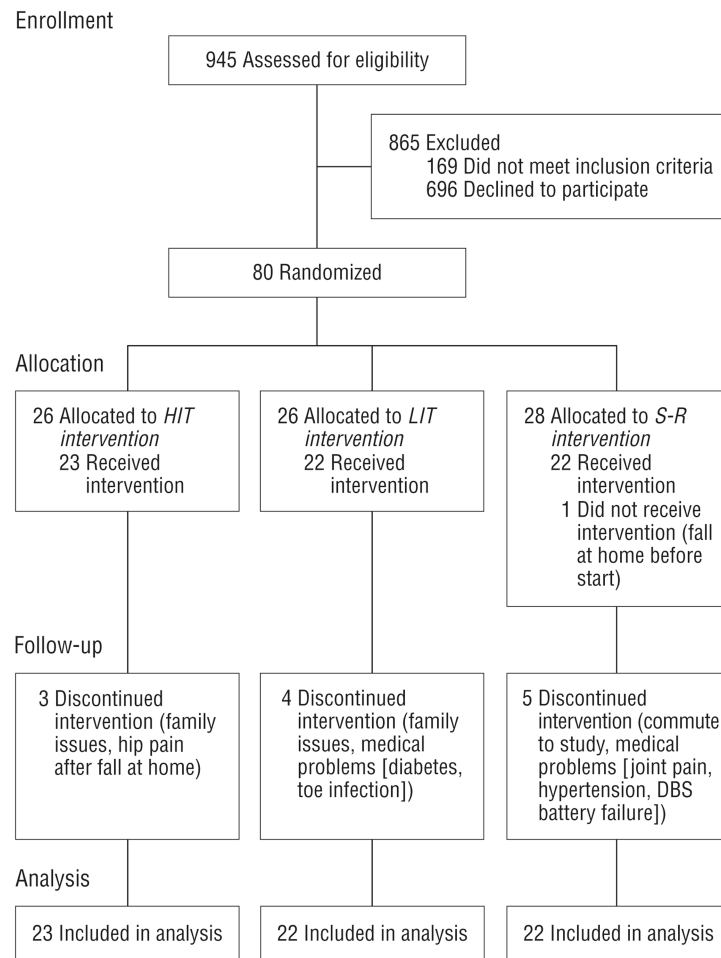 Enrollment
945 Assessed for eligibility
865 Excluded
169 Did not meet inclusion criteria
696 Declined to participate
80 Randomized
Allocation
26 Allocated to HIT
intervention
23 Received
intervention
26 Allocated to LIT
intervention
22 Received
intervention
28 Allocated to S-R
intervention
22 Received
intervention
1 Did not receive
intervention (fall
at home before
start)
Follow-up
3 Discontinued
intervention (family
issues, hip pain
after fall at home)
4 Discontinued
intervention (family
issues, medical
problems [diabetes,
toe infection])
5 Discontinued
intervention (commute
to study, medical
problems [joint pain,
hypertension, DBS
battery failure])
Analysis
23 Included in analysis
22 Included in analysis
22 Included in analysis